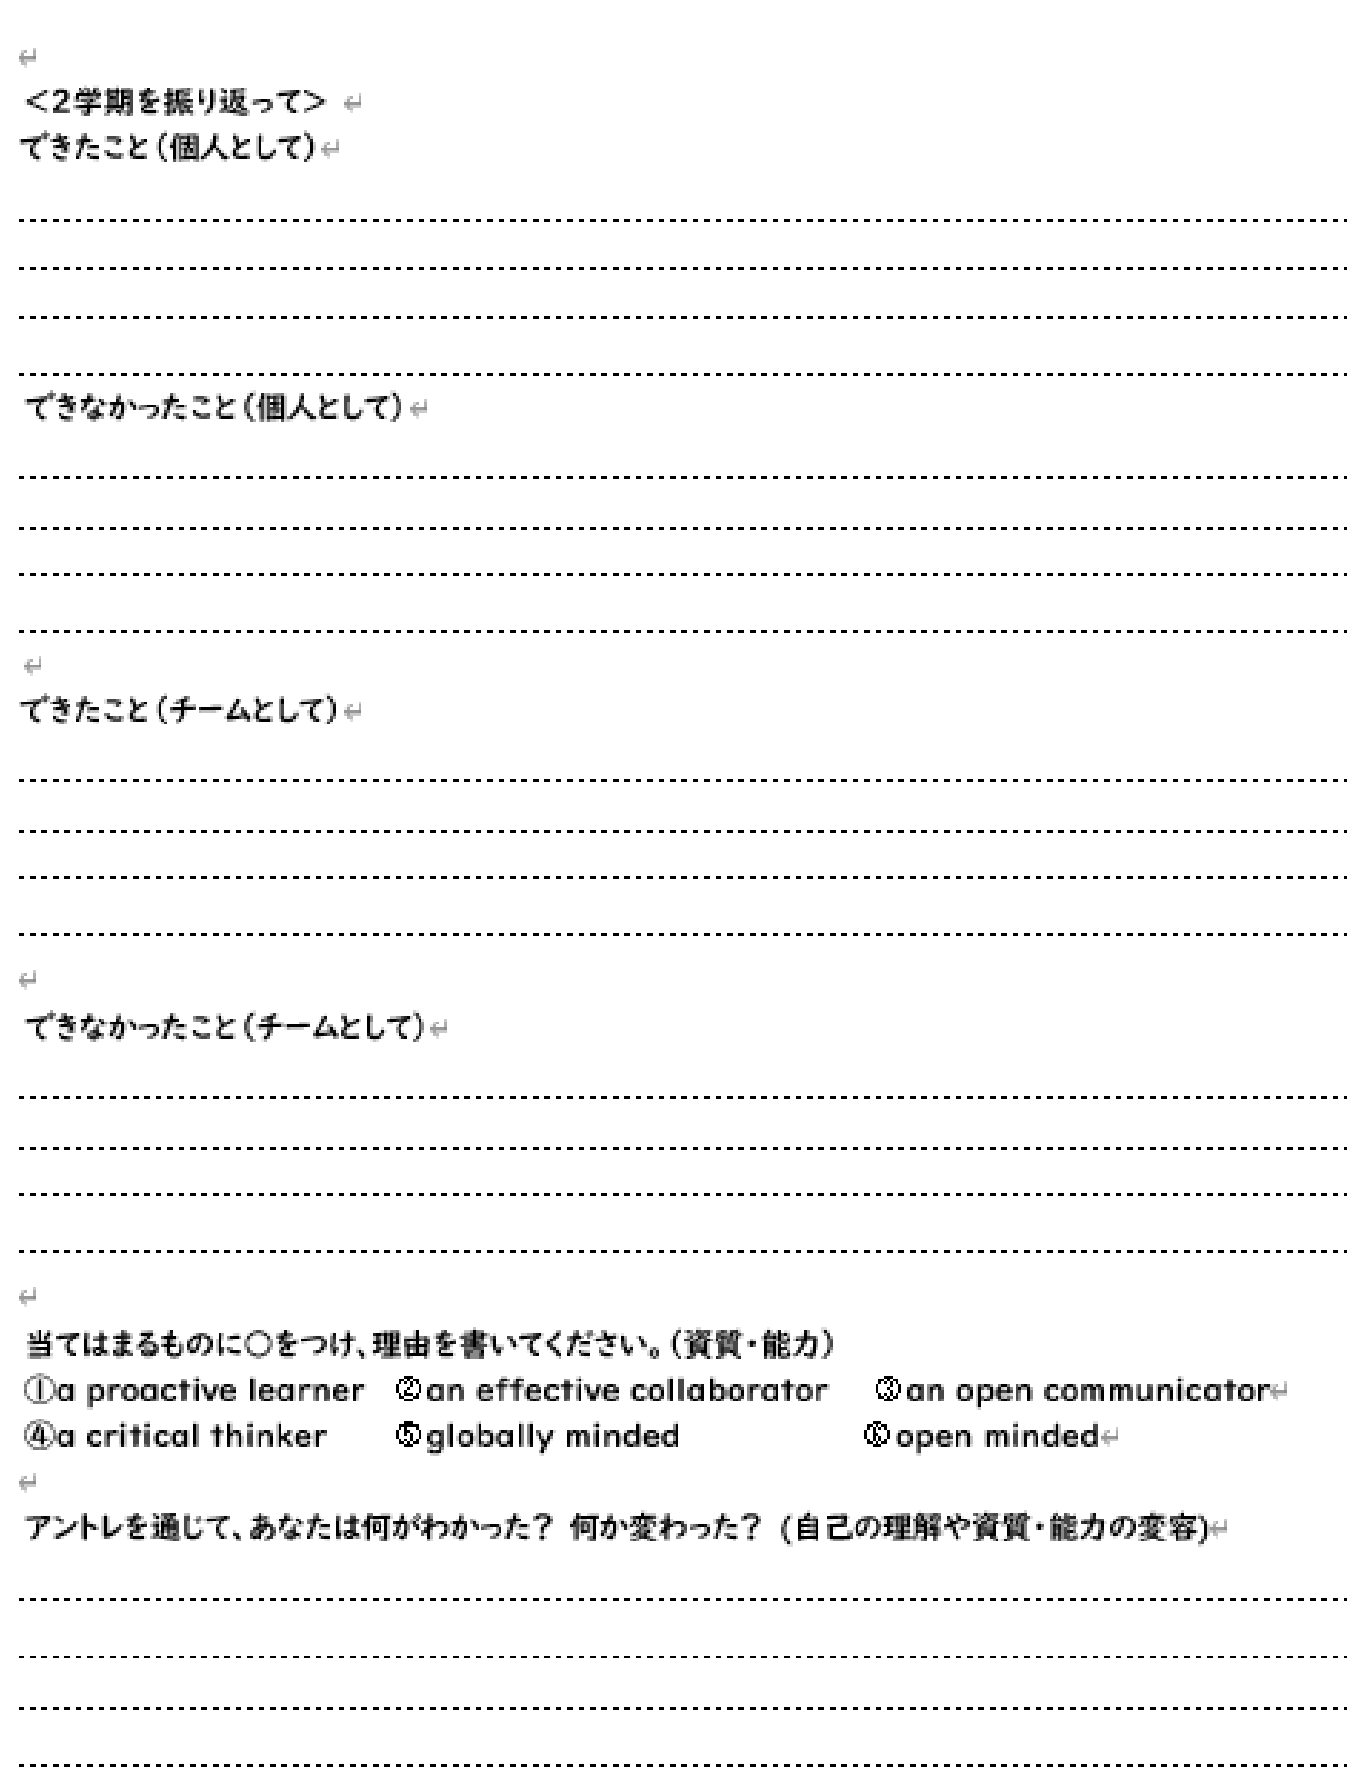 <2学期を振り返って>
できたこと(個人として)
できなかったこと(個人として)
できたこと(チームとして)
できなかったこと(チームとして)
当てはまるものに○をつけ、理由を書いてください。(資質・能力)
①a proactive learner ②an effective collaborator ③an open communicator
④a critical thinker ⑤globally minded ⑥open minded
アントレを通じて、あなたは何がわかった? 何か変わった? (自己の理解や資質・能力の変容)